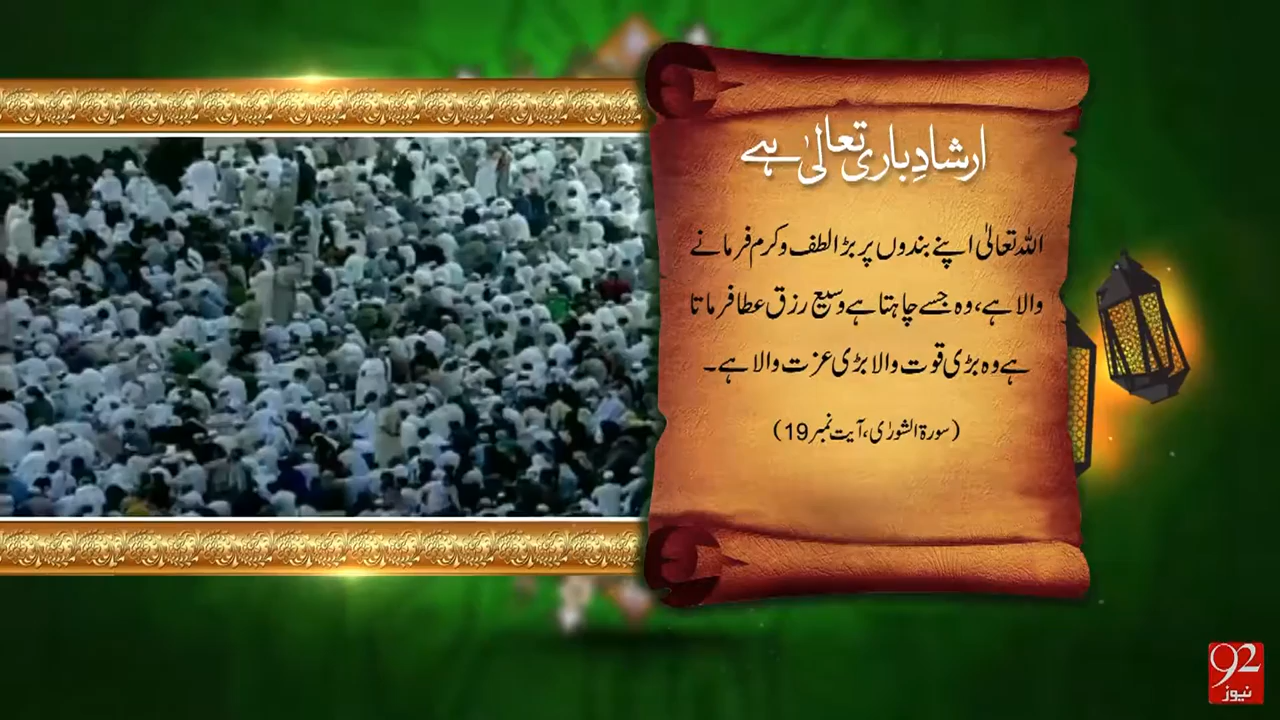 ارشادِ باری تعالیٰ ہے
اللہ تعالیٰ اپنے بندوں پر بڑا لطف و کرم فرمانے
والا ہے، وہ جسے چاہتا ہے وسیع رزق عطا فرماتا
ہے وہ بڑی قوت والا بڑی عزت والا ہے۔
(سورۃ الشورٰی، آیت نمبر 19)
92
نیوز